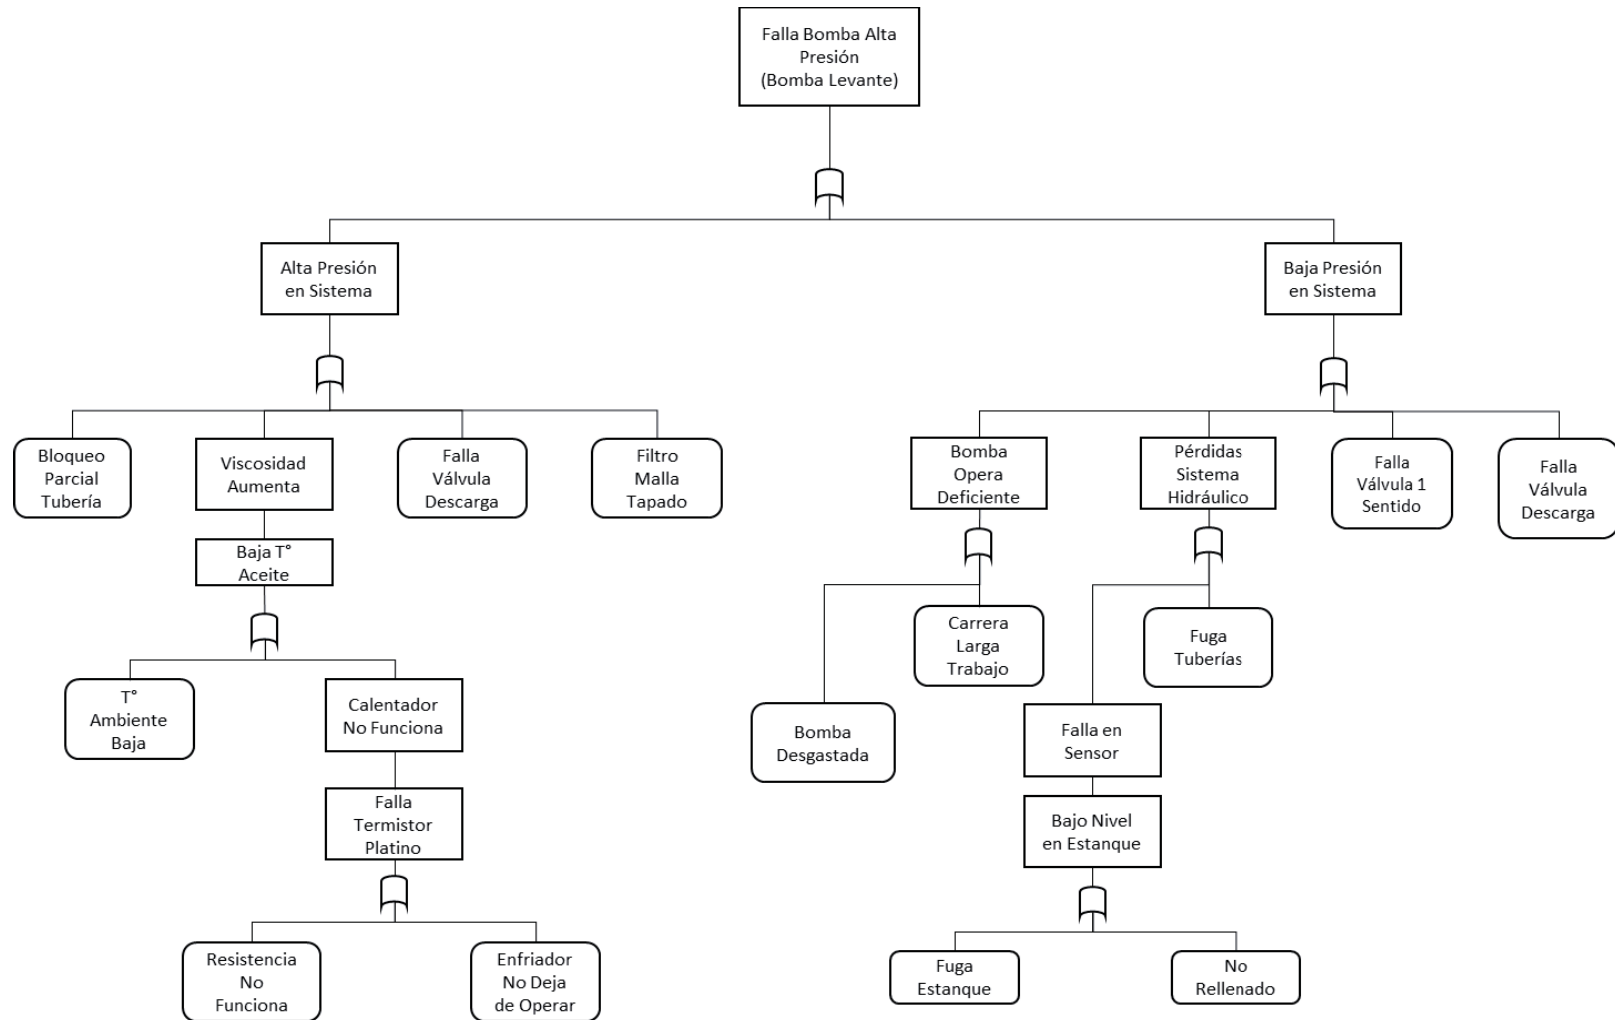 Falla Bomba Alta
Presión
(Bomba Levante)
Alta Presión
en Sistema
Baja Presión
en Sistema
Bloqueo
Parcial
Tubería
Viscosidad
Aumenta
Falla
Válvula
Descarga
Filtro
Malla
Tapado
Bomba
Opera
Deficiente
Pérdidas
Sistema
Hidráulico
Falla
Válvula 1
Sentido
Falla
Válvula
Descarga
Baja T°
Aceite
Carrera
Larga
Trabajo
Fuga
Tuberías
T°
Ambiente
Baja
Calentador
No Funciona
Bomba
Desgastada
Falla en
Sensor
Falla
Termistor
Platino
Bajo Nivel
en Estanque
Resistencia
No
Funciona
Enfriador
No Deja
de Operar
Fuga
Estanque
No
Rellenado